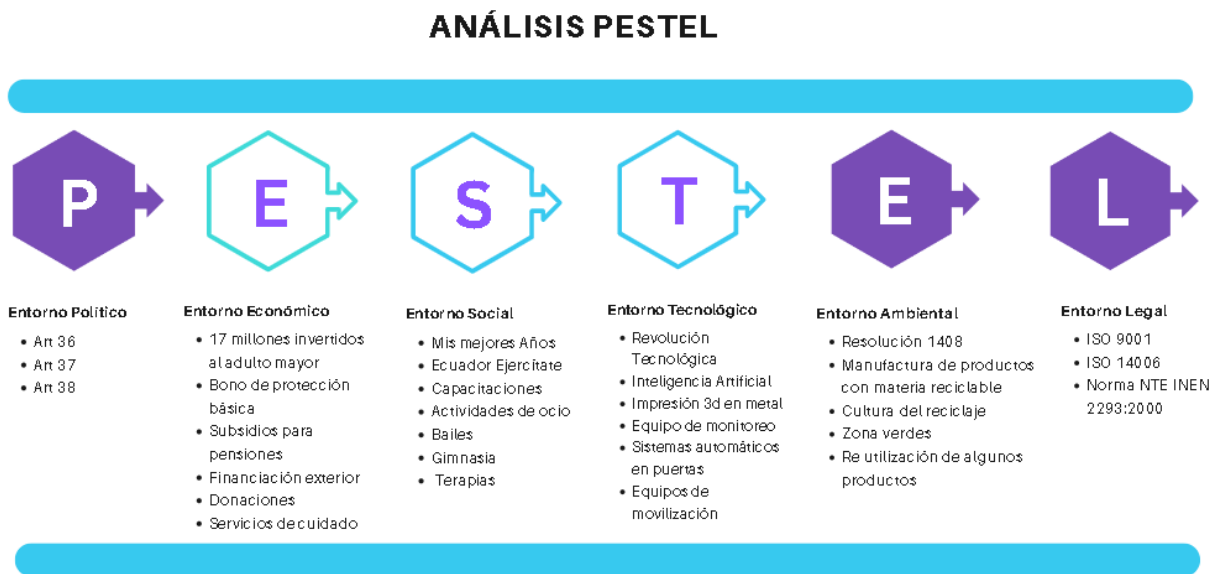 ANÁLISIS PESTEL
P
E
S
T
E
L
Entorno Político
• Art 36
• Art 37
• Art 38
Entorno Económico
• 17 millones invertidos
al adulto mayor
• Bono de protección
básica
• Subsidios para
pensiones
• Financiación exterior
• Donaciones
• Servicios de cuidado
Entorno Social
• Mis mejores Años
• Ecuador Ejercítate
• Capacitaciones
• Actividades de ocio
• Bailes
• Gimnasia
• Terapias
Entorno Tecnológico
• Revolución
Tecnológica
• Inteligencia Artificial
• Impresión 3d en metal
• Equipo de monitoreo
• Sistemas automáticos
en puertas
• Equipos de
movilización
Entorno Ambiental
• Resolución 1408
• Manufactura de productos
con materia reciclable
• Cultura del reciclaje
• Zona verdes
• Re utilización de algunos
productos
Entorno Legal
• ISO 9001
• ISO 14006
• Norma NTE INEN
2293:2000